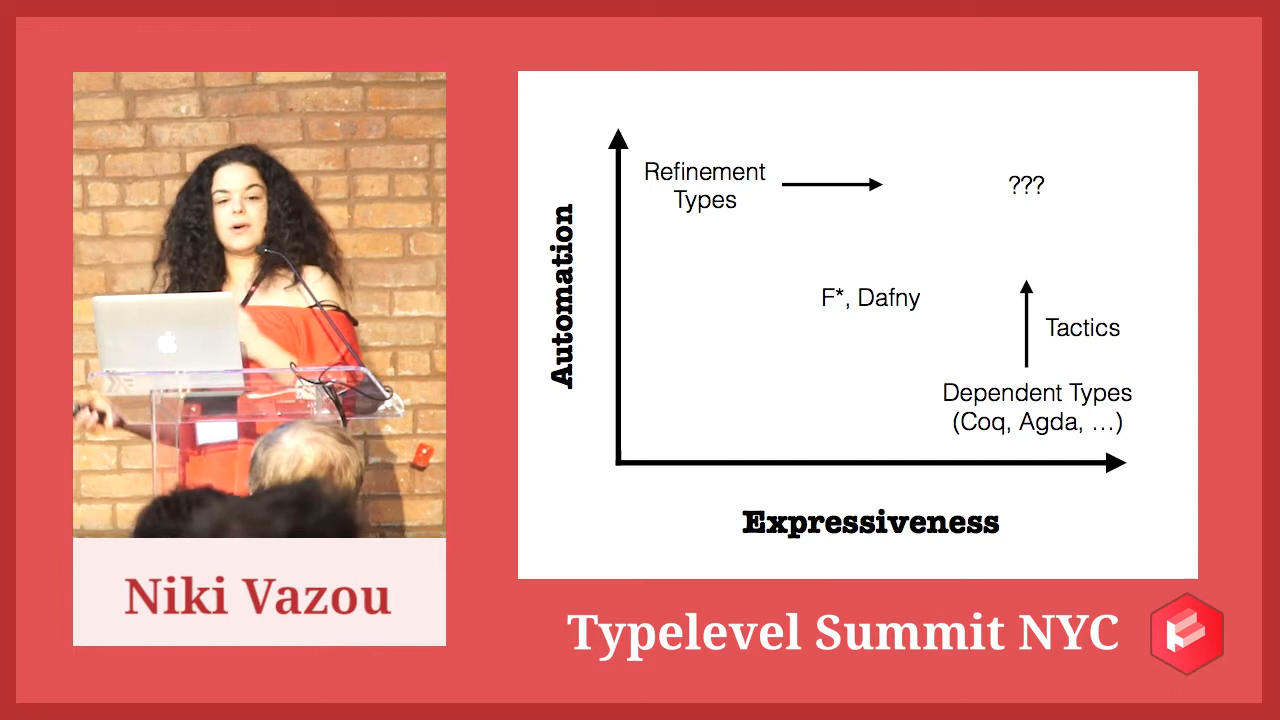 Refinement
Types
???
Automation
F*, Dafny
Tactics
Dependent Types
(Coq, Agda, …)
Expressiveness
Niki Vazou
Typelevel Summit NYC